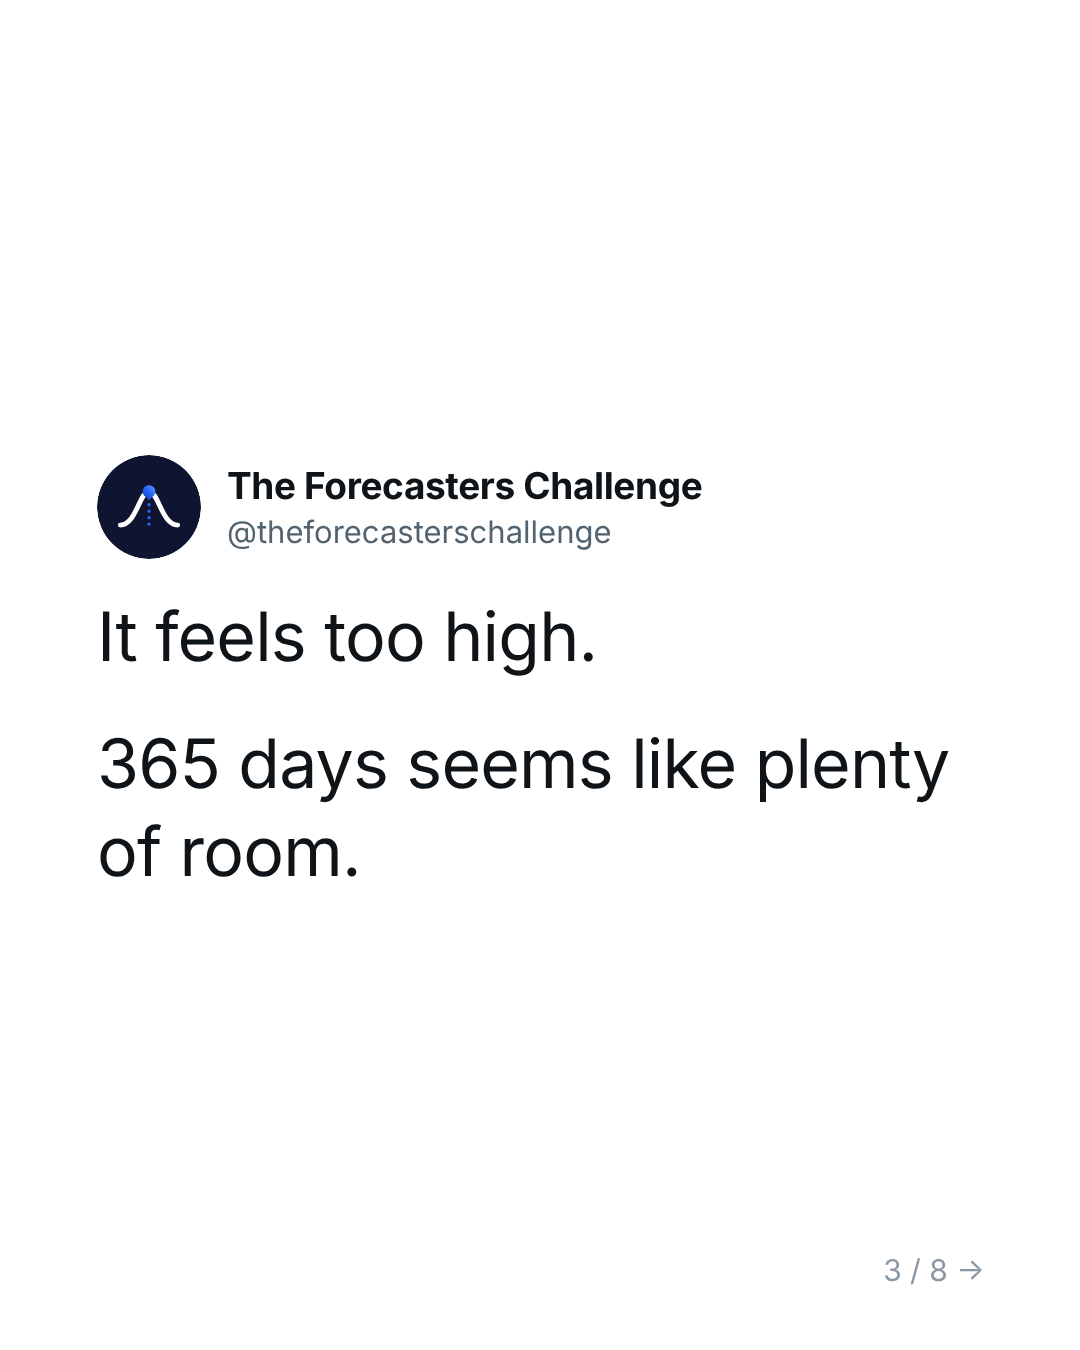 The Forecasters Challenge
@theforecasterschallenge
It feels too high.
365 days seems like plenty
of room.
3 / 8 →